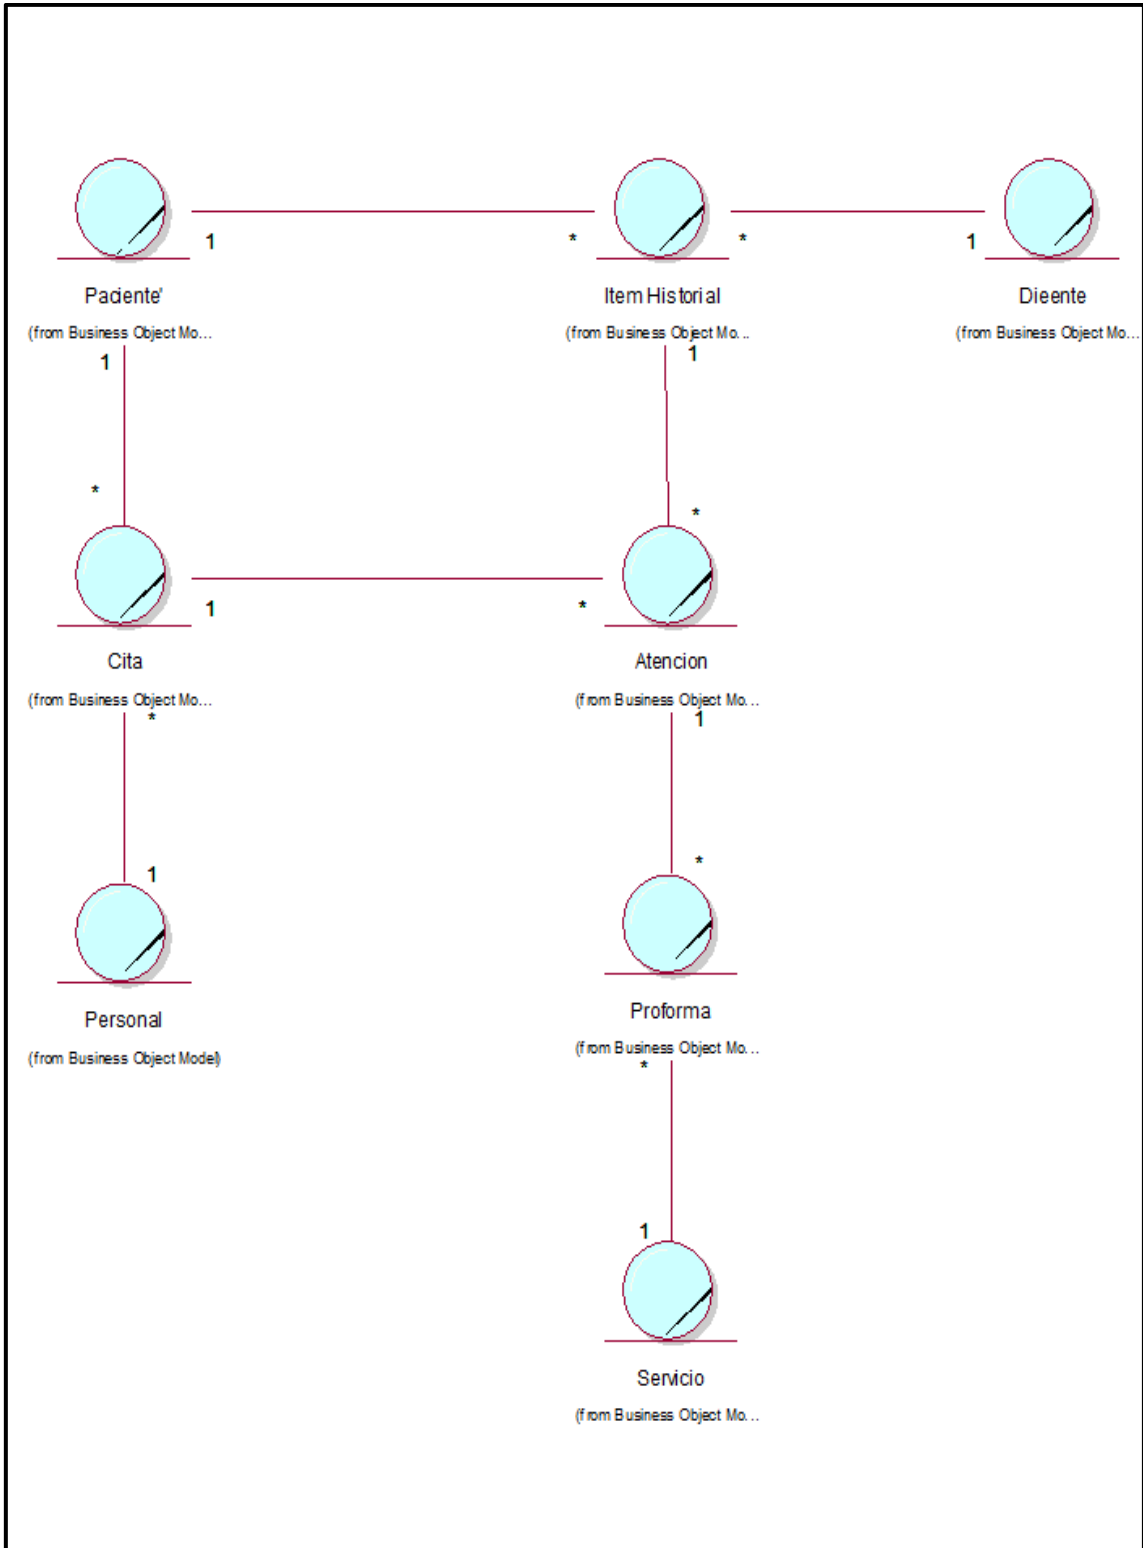 1
*
*
1
Paciente'
Item Historial
Dieente
(from Business Object Mo...
(from Business Object Mo...
(from Business Object Mo...
1
1
*
*
1
*
Cita
Atencion
(from Business Object Mo...
(from Business Object Mo...
*
1
1
*
Personal
Proforma
(from Business Object Model)
(from Business Object Mo...
*
1
Servicio
(from Business Object Mo...